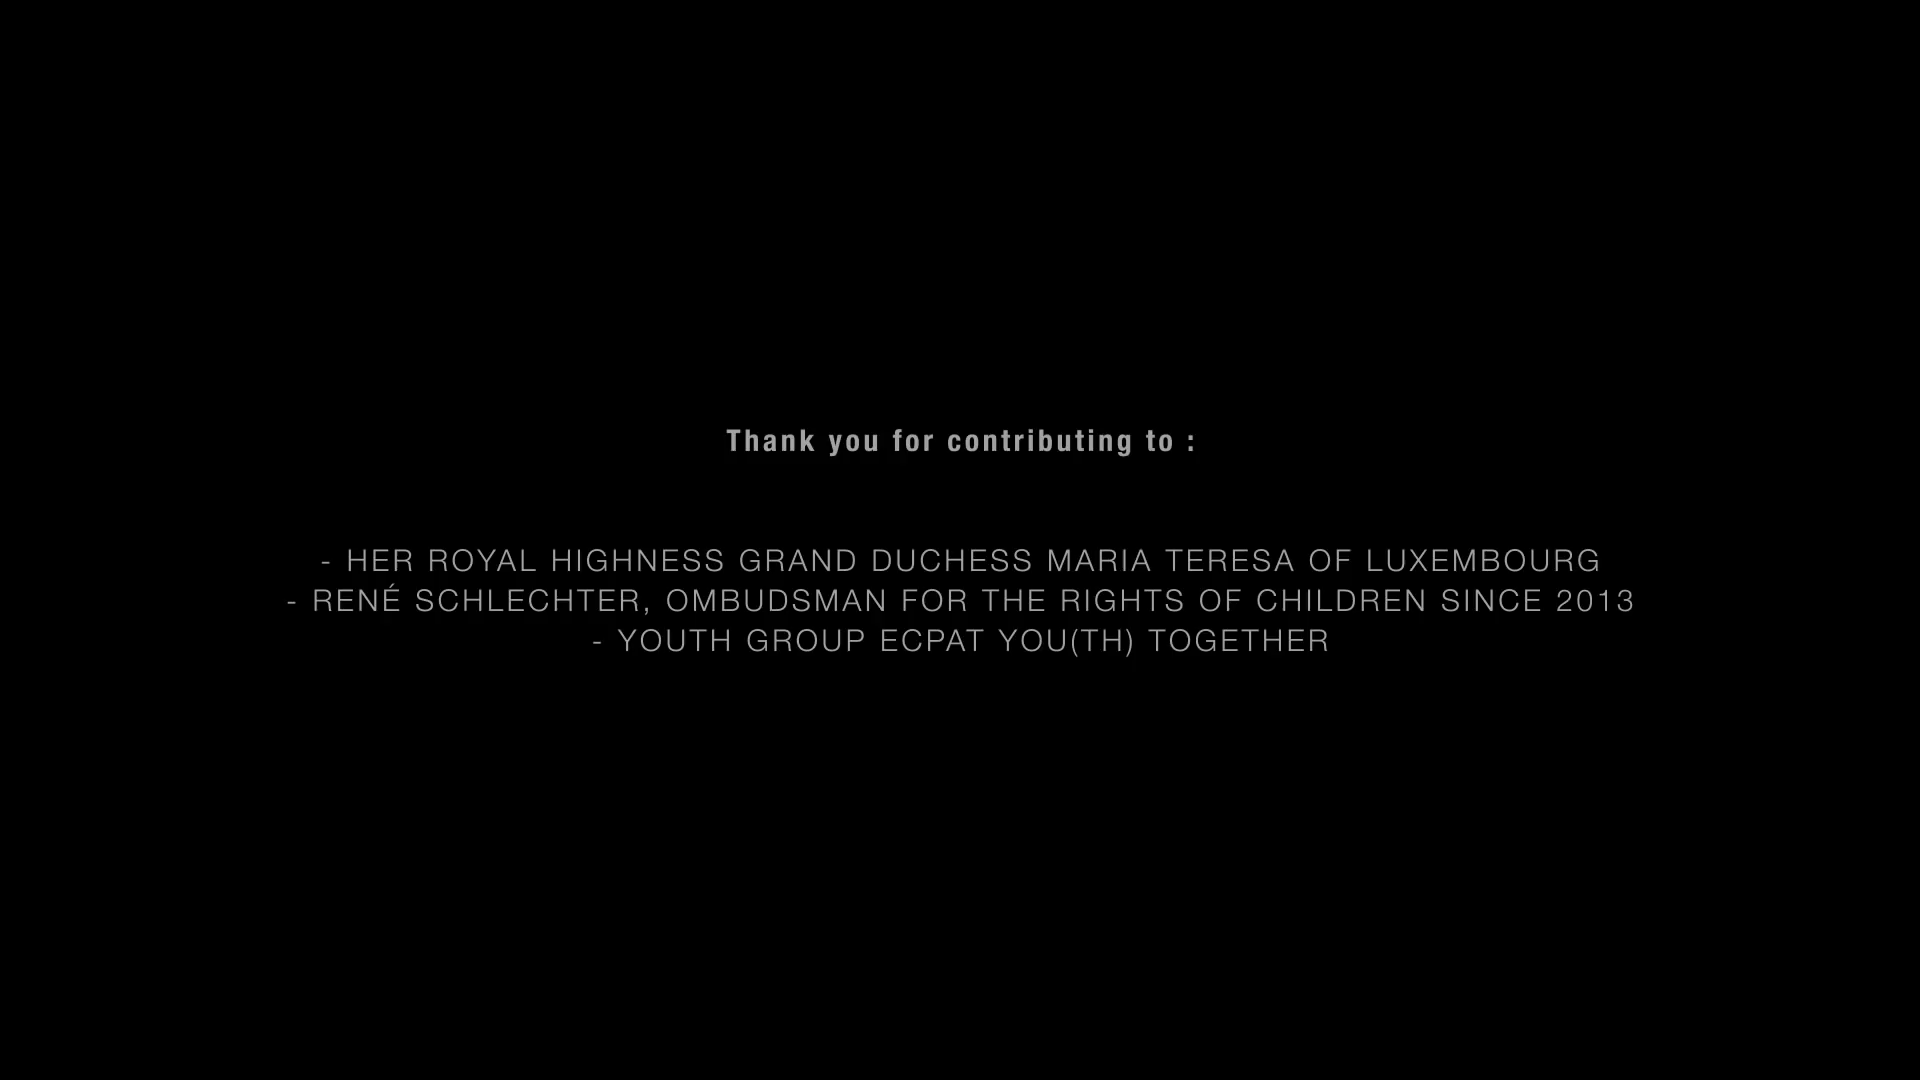 Thank you for contributing to :
- HER ROYAL HIGHNESS GRAND DUCHESS MARIA TERESA OF LUXEMBOURG
- RENÉ SCHLECHTER, OMBUDSMAN FOR THE RIGHTS OF CHILDREN SINCE 2013
- YOUTH GROUP ECPAT YOU(TH) TOGETHER